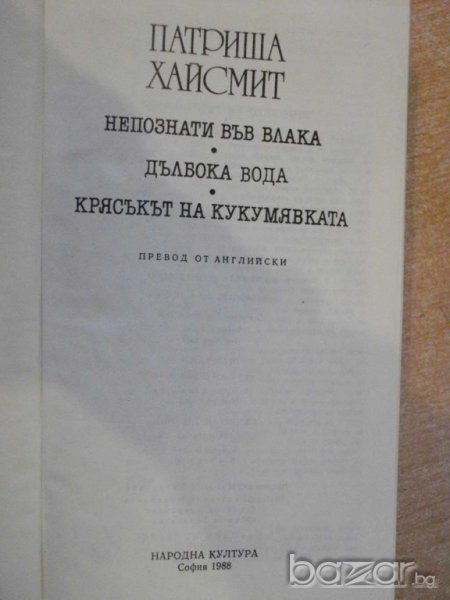 ПАТРИША
ХАЙСМИТ
НЕПОЗНАТИ ВЪВ ВЛАКА
•
ДЪЛБОКА ВОДА
•
КРЯСЪКЪТ НА КУКУМЯВКАТА
ПРЕВОД ОТ АНГЛИЙСКИ
НАРОДНА КУЛТУРА
София 1988
bazar.bg